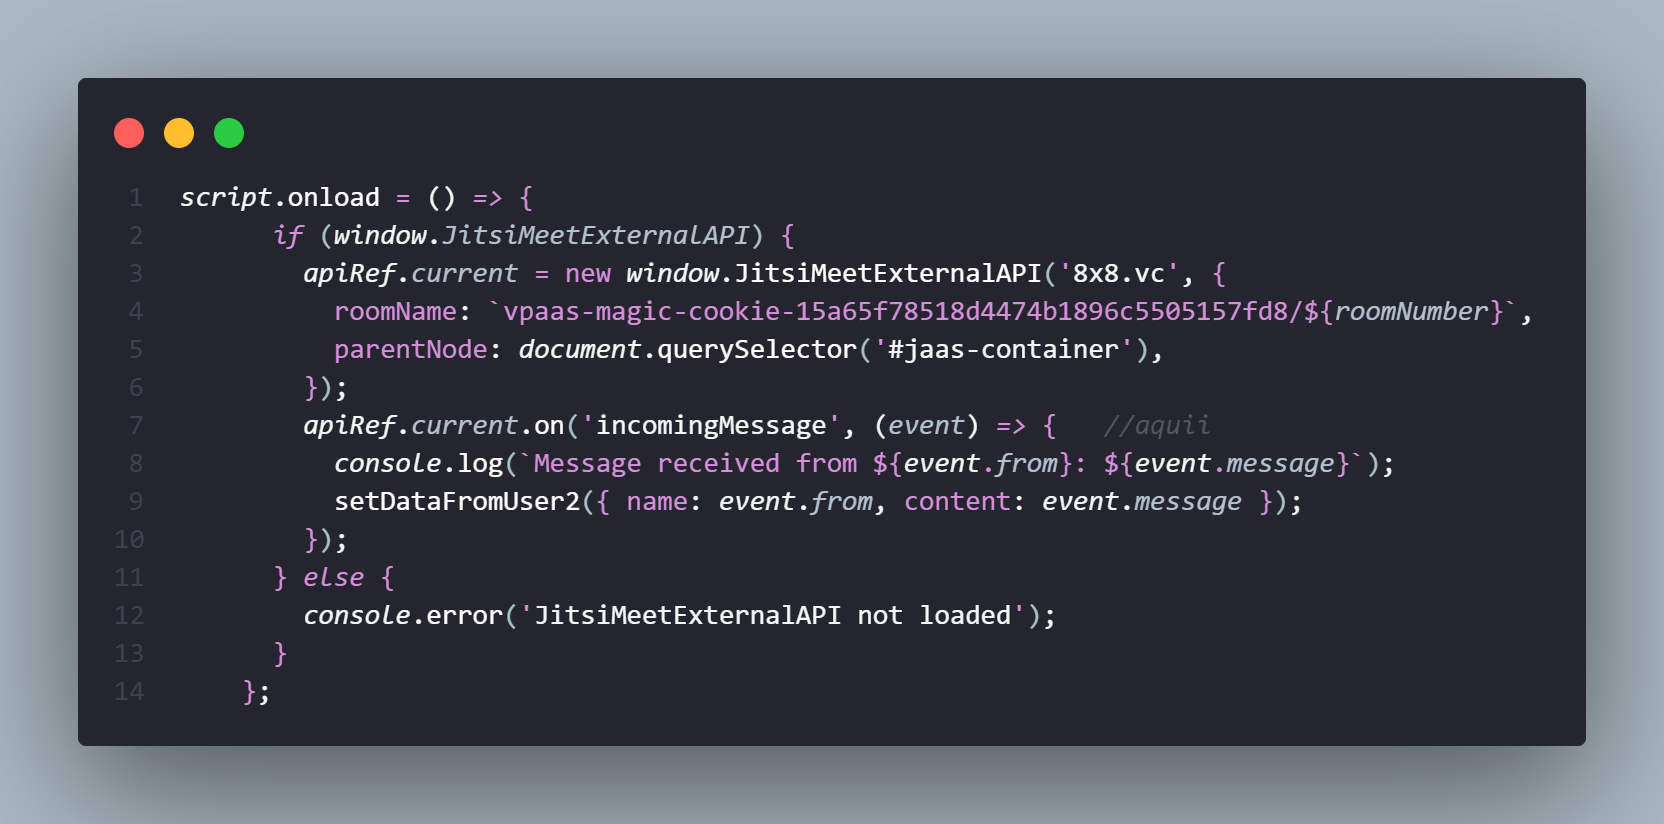 1 script.onload = () => {
2 if (window.JitsiMeetExternalAPI) {
3 apiRef.current = new window.JitsiMeetExternalAPI('8x8.vc', {
4 roomName: `vpaas-magic-cookie-15a65f78518d4474b1896c5505157fd8/${roomNumber}`,
5 parentNode: document.querySelector('#jaas-container'),
6 });
7 apiRef.current.on('incomingMessage', (event) => { //aquii
8 console.log(`Message received from ${event.from}: ${event.message}`);
9 setDataFromUser2({ name: event.from, content: event.message });
10 });
11 } else {
12 console.error('JitsiMeetExternalAPI not loaded');
13 }
14 };